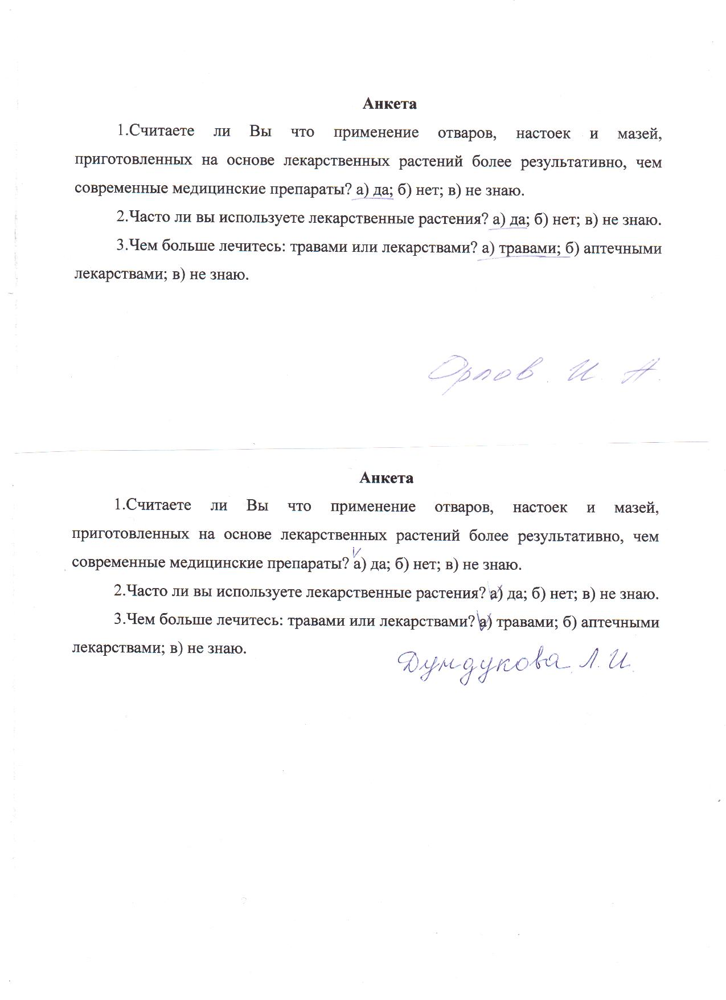 Анкета
1.Считаете ли Вы что применение отваров, настоек и мазей,
приготовленных на основе лекарственных растений более результативно, чем
современные медицинские препараты? а) да; б) нет; в) не знаю.
2.Часто ли вы используете лекарственные растения? а) да; б) нет; в) не знаю.
3.Чем больше лечитесь: травами или лекарствами? а) травами; б) аптечными
лекарствами; в) не знаю.
Орлов. И. Н.
Анкета
1.Считаете ли Вы что применение отваров, настоек и мазей,
приготовленных на основе лекарственных растений более результативно, чем
современные медицинские препараты? а) да; б) нет; в) не знаю.
2.Часто ли вы используете лекарственные растения? а) да; б) нет; в) не знаю.
3.Чем больше лечитесь: травами или лекарствами? а) травами; б) аптечными
лекарствами; в) не знаю.
Дундукова Л. И.